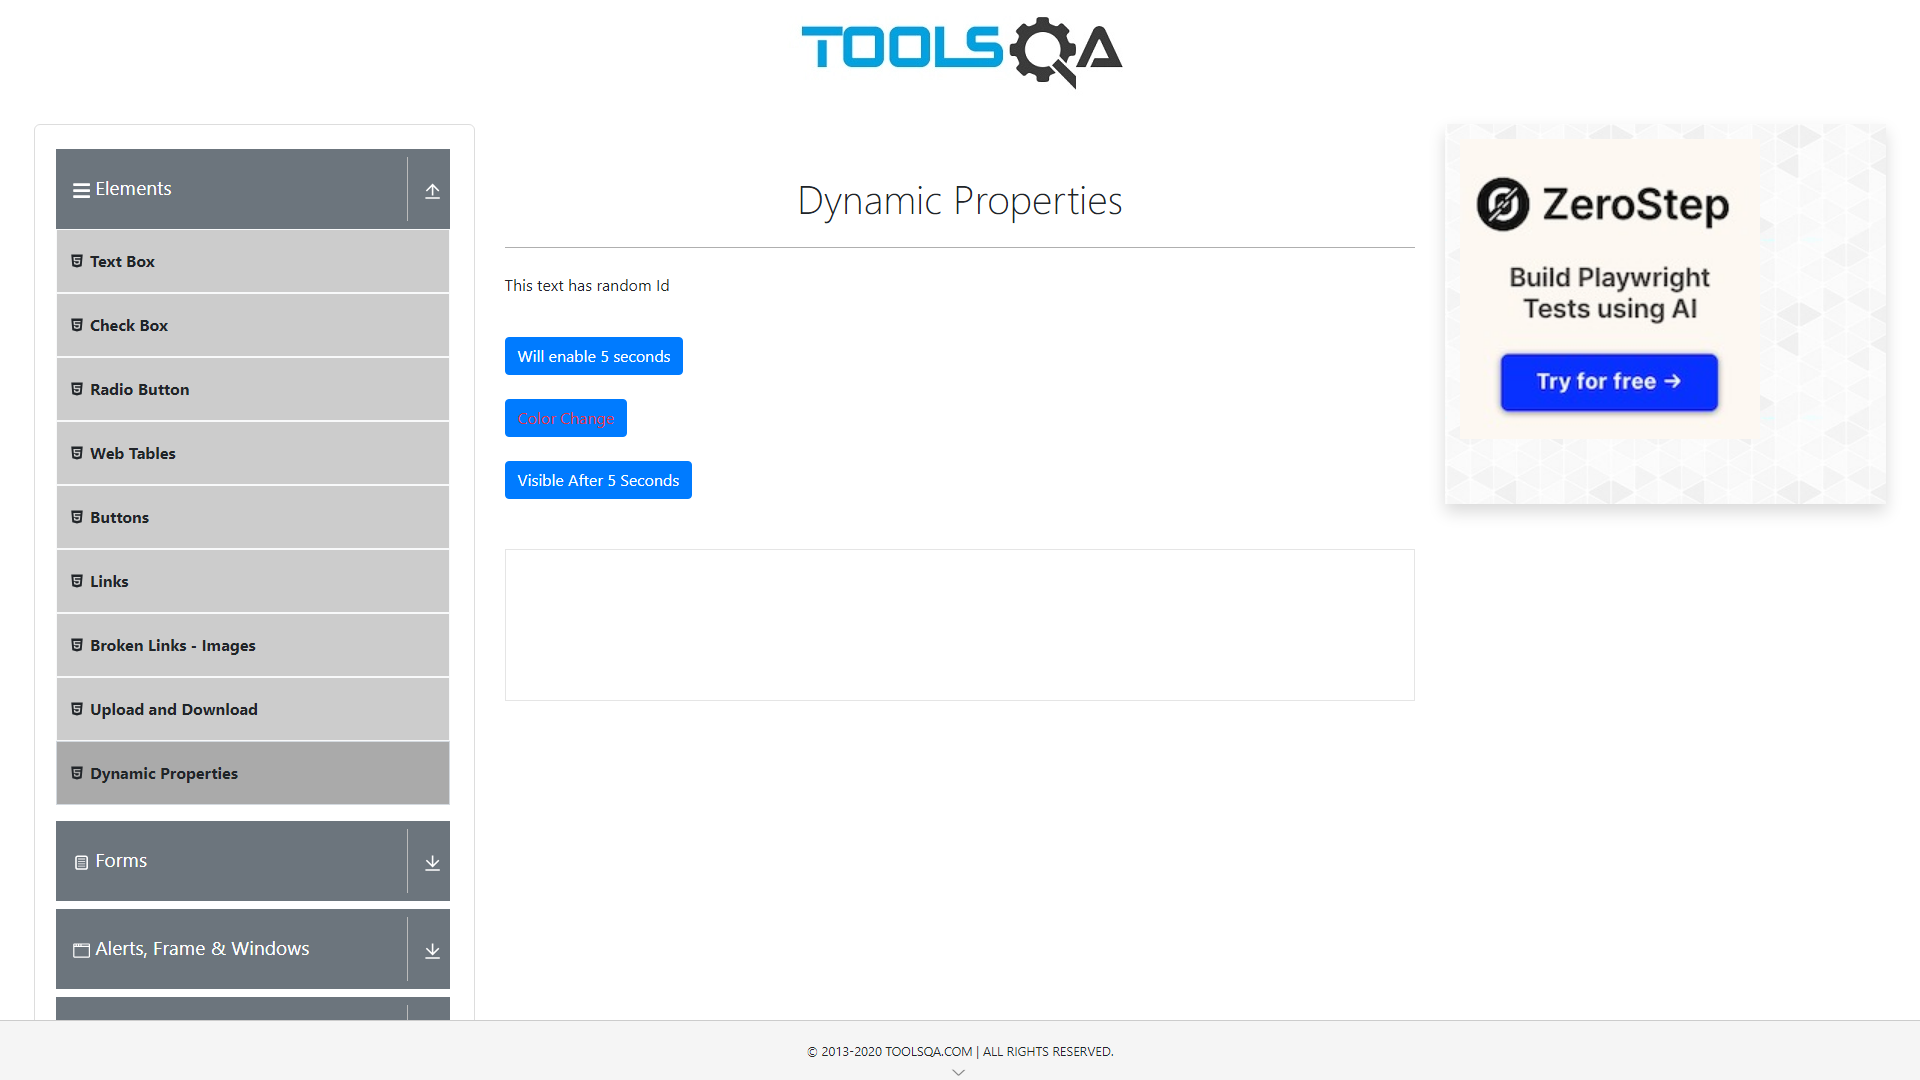 TOOLSQA
Elements
Text Box
Check Box
Radio Button
Web Tables
Buttons
Links
Broken Links - Images
Upload and Download
Dynamic Properties
Forms
Alerts, Frame & Windows
Dynamic Properties
This text has random Id
Will enable 5 seconds
Color Change
Visible After 5 Seconds
ZeroStep
Build Playwright
Tests using AI
Try for free →
© 2013-2020 TOOLSQA.COM | ALL RIGHTS RESERVED.